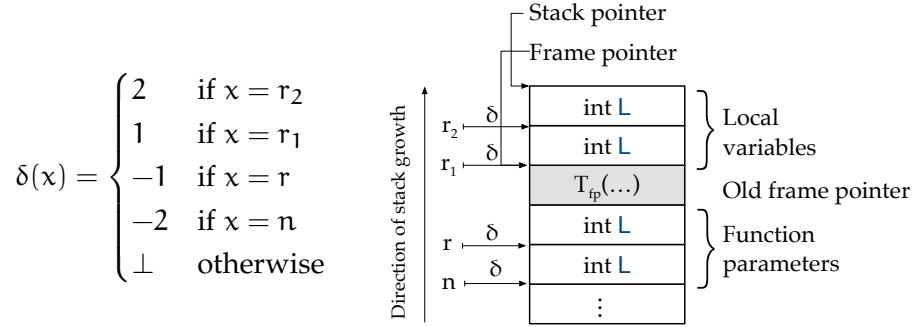 δ(x) =
2 if x = r₂
1 if x = r₁
−1 if x = r
−2 if x = n
⊥ otherwise
Stack pointer
Frame pointer
Direction of stack growth
r₂ δ
int L
r₁ δ
int L
Local
variables
T_fp(...)
Old frame pointer
r δ
int L
n δ
int L
Function
parameters
⋮